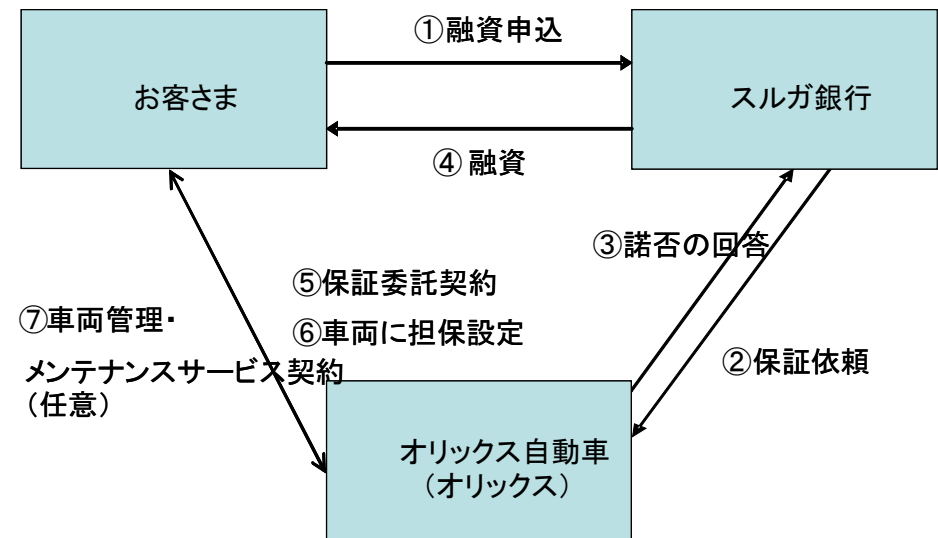 ①融資申込
お客さま
スルガ銀行
④融資
③諾否の回答
⑤保証委託契約
⑦車両管理・
⑥車両に担保設定
メンテナンスサービス契約
（任意）
②保証依頼
オリックス自動車
（オリックス）